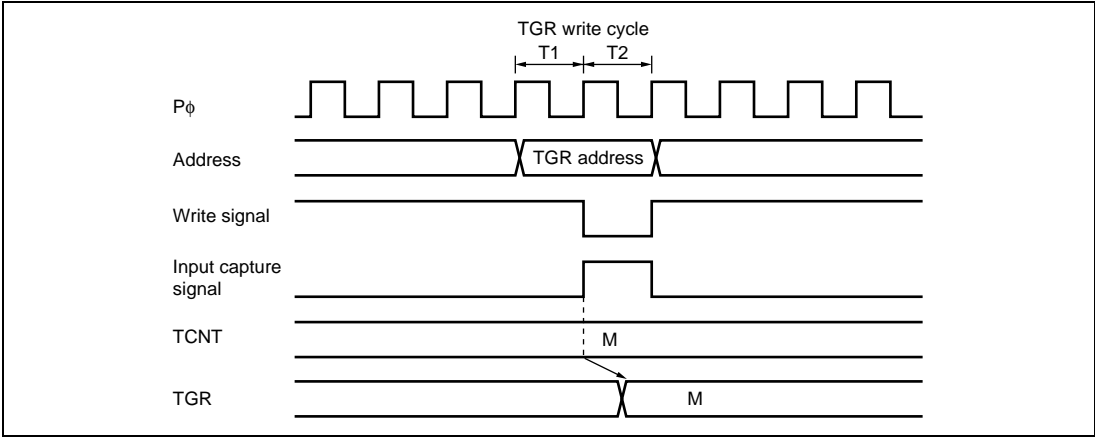 TGR write cycle
T1 T2
Pϕ
Address
TGR address
Write signal
Input capture
signal
TCNT
M
TGR
M